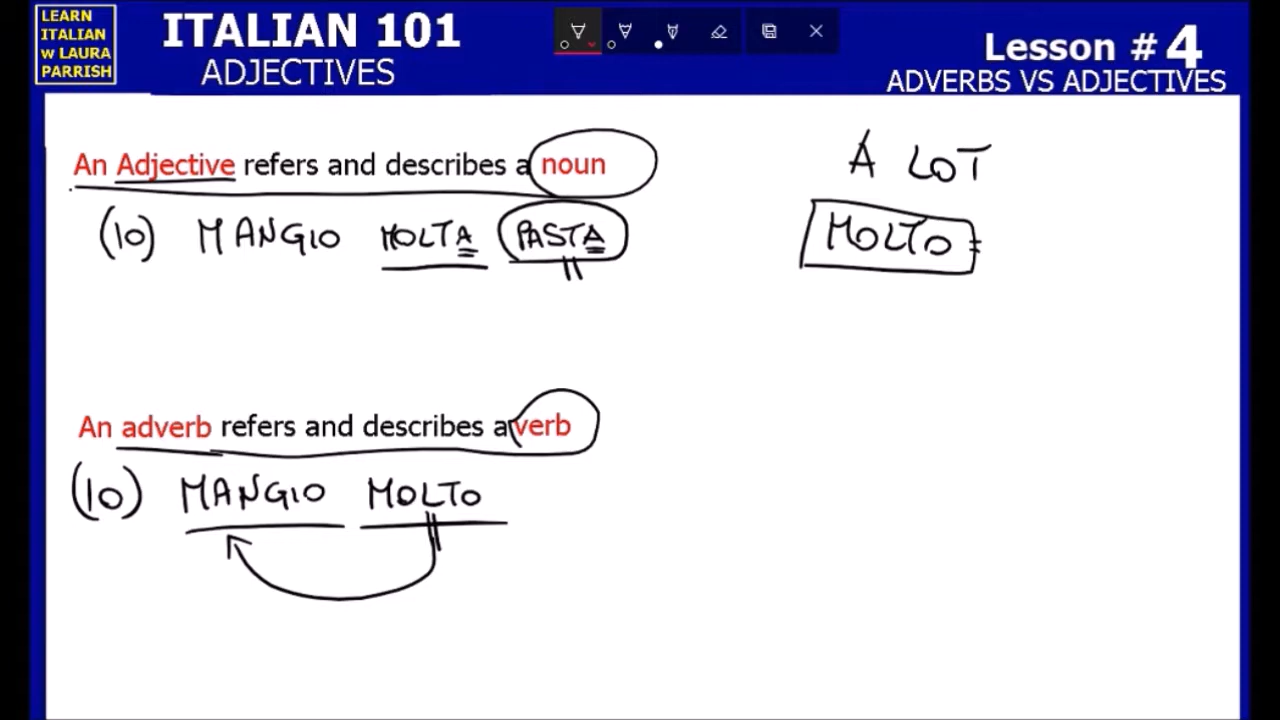 LEARN
ITALIAN
w LAURA
PARRISH
ITALIAN 101
ADJECTIVES
Lesson # 4
ADVERBS VS ADJECTIVES
An Adjective refers and describes a noun
(IO) MANGIO MOLTA PASTA
A LOT
MOLTO
An adverb refers and describes a verb
(IO) MANGIO MOLTO